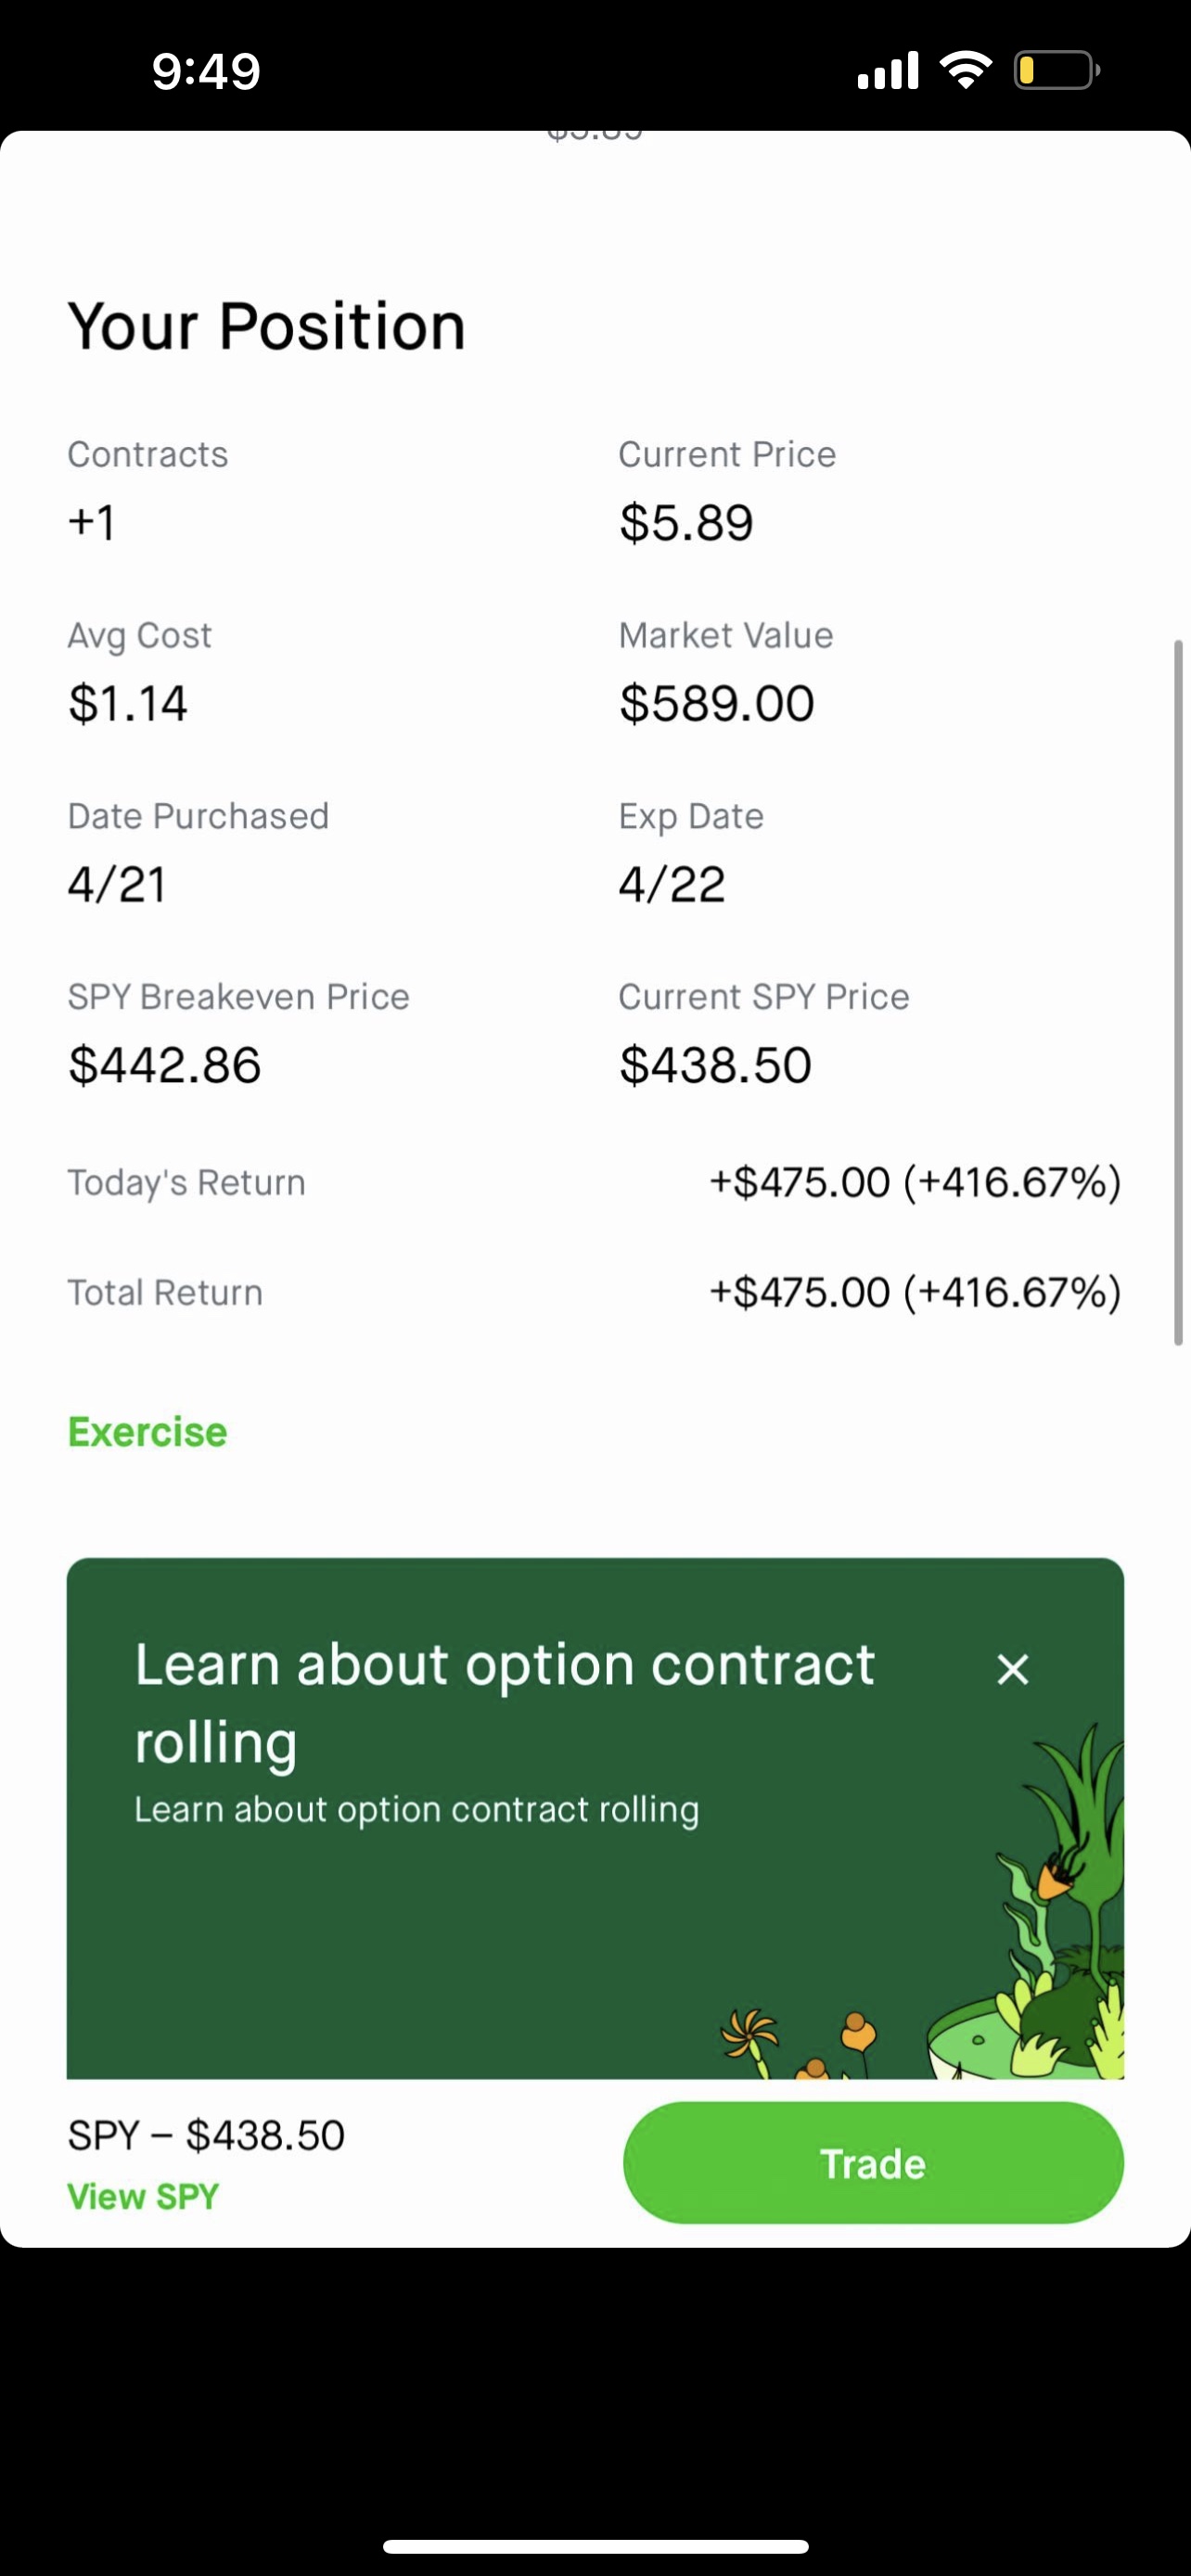 9:49
Your Position
Contracts
Current Price
+1
$5.89
Avg Cost
Market Value
$1.14
$589.00
Date Purchased
Exp Date
4/21
4/22
SPY Breakeven Price
Current SPY Price
$442.86
$438.50
Today's Return
+$475.00 (+416.67%)
Total Return
+$475.00 (+416.67%)
Exercise
Learn about option contract
rolling
Learn about option contract rolling
SPY – $438.50
View SPY
Trade